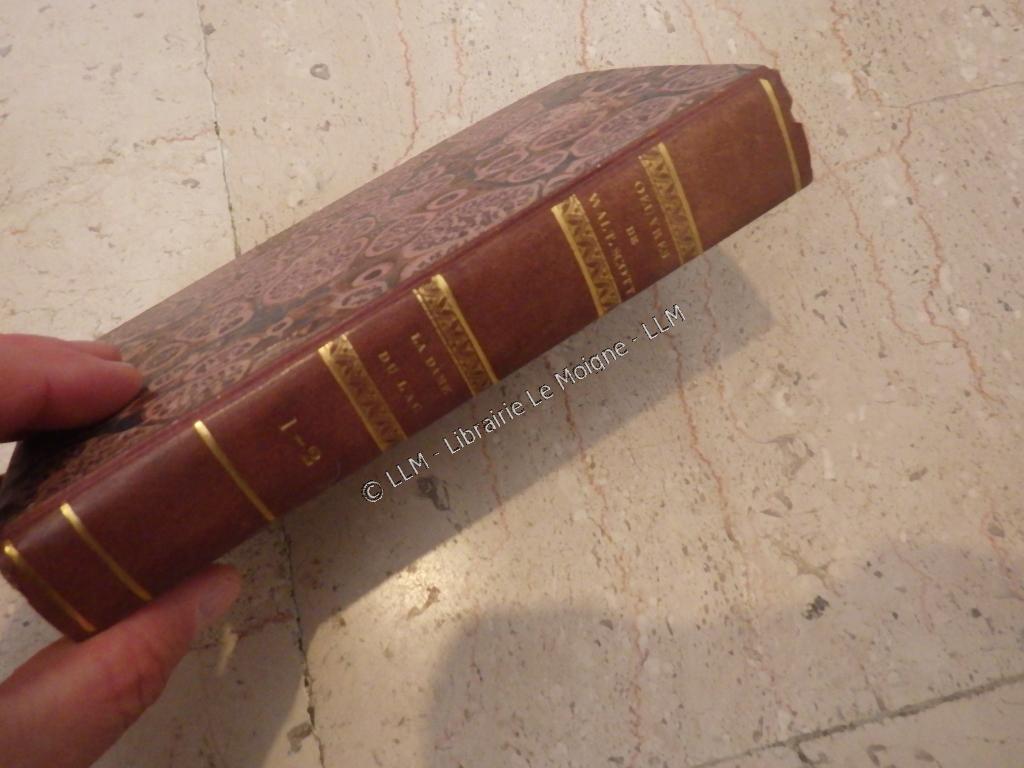 OEUVRES
DE
WALT. SCOTT
LA DAME
DU LAC
1-2
© LLM - Librairie Le Moigne - LLM